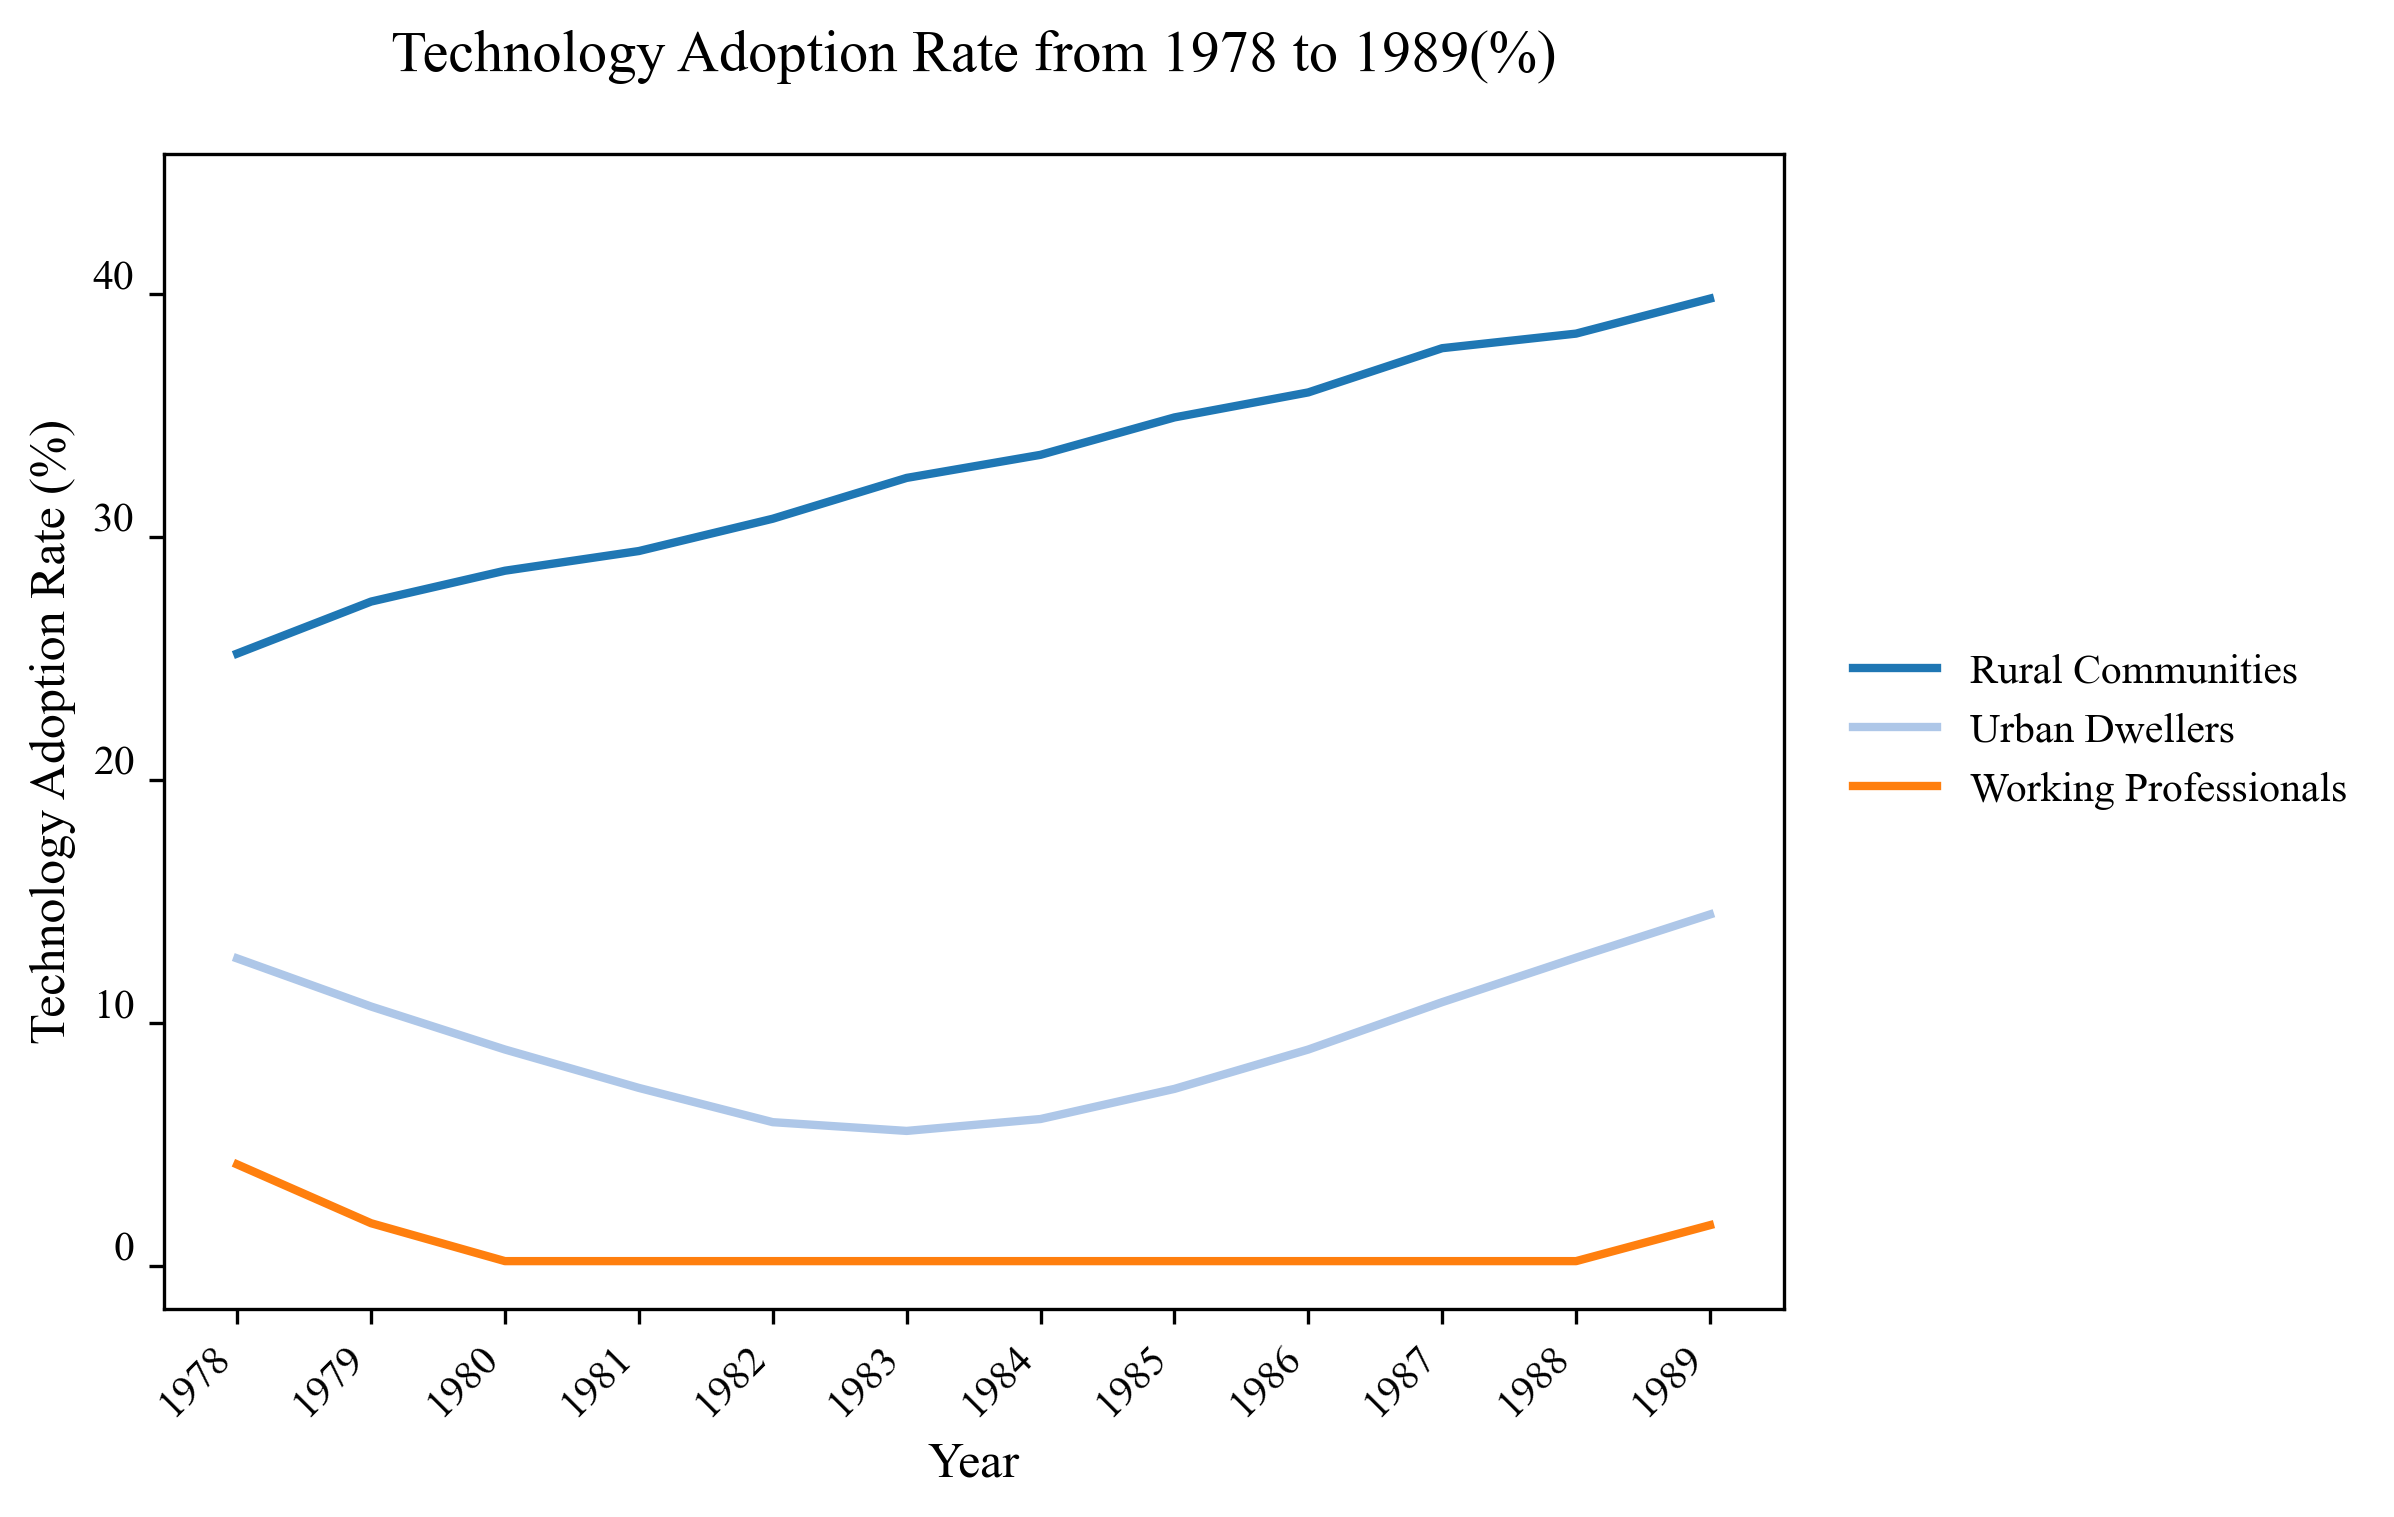 Technology Adoption Rate from 1978 to 1989(%)
Technology Adoption Rate (%)
40
30
20
10
0
1978
1979
1980
1981
1982
1983
1984
1985
1986
1987
1988
1989
Year
Rural Communities
Urban Dwellers
Working Professionals